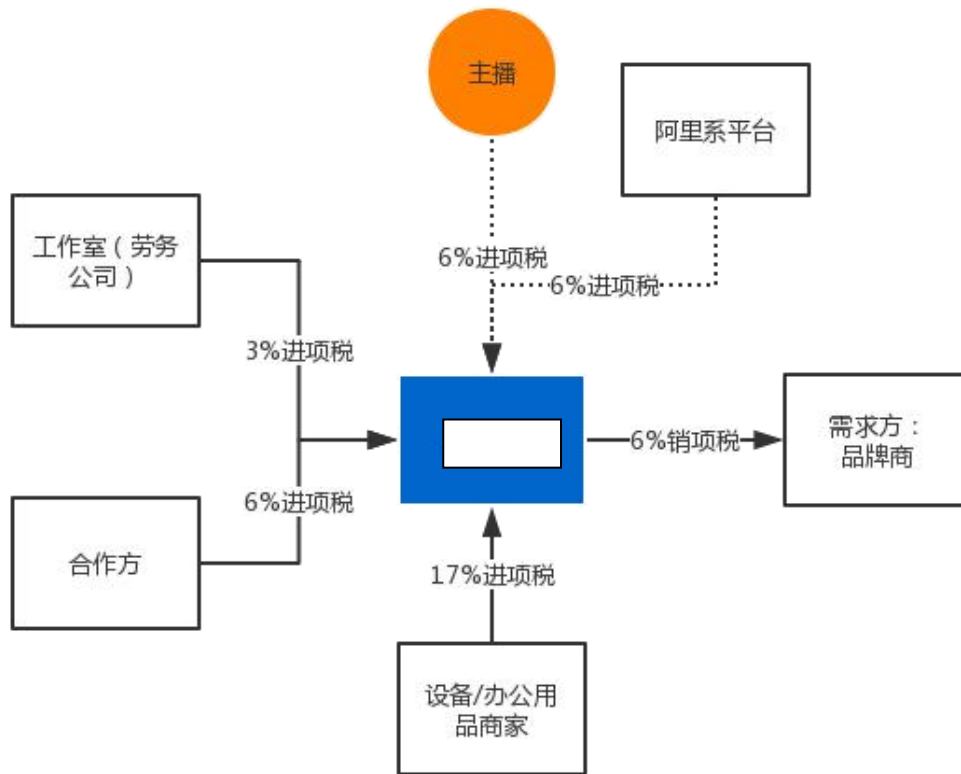 主播
阿里系平台
工作室（劳务
公司）
6%进项税
6%进项税
3%进项税
6%销项税
需求方：
品牌商
6%进项税
合作方
17%进项税
设备/办公用
品商家